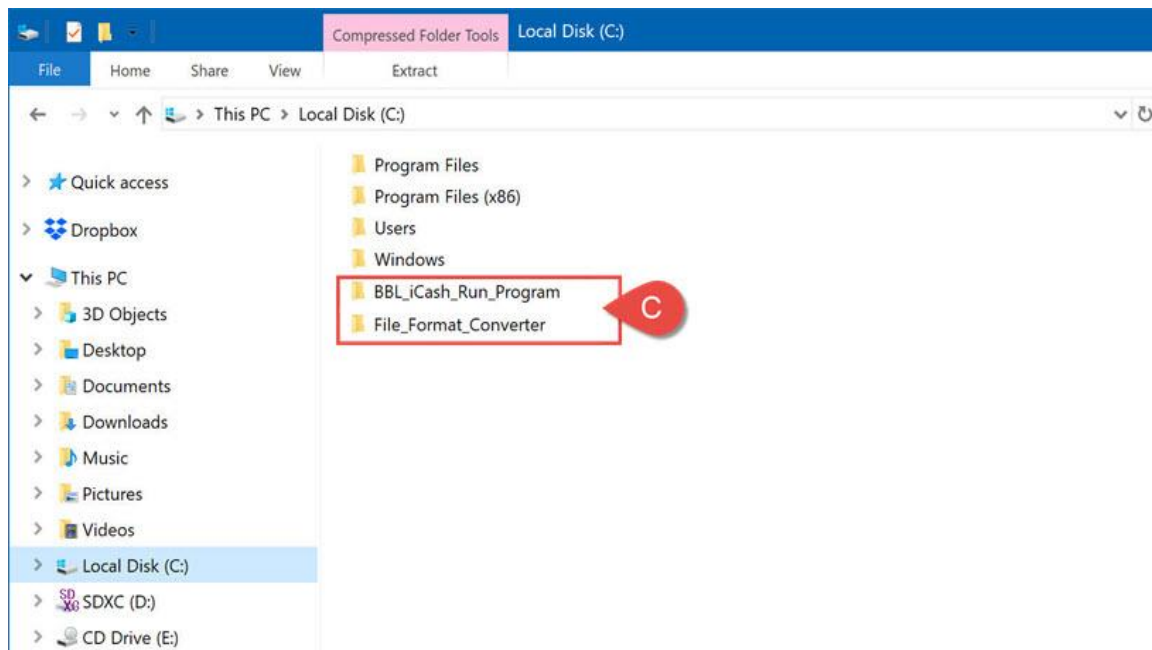 Compressed Folder Tools
Local Disk (C:)
File
Home
Share
View
Extract
This PC > Local Disk (C:)
Quick access
Dropbox
This PC
3D Objects
Desktop
Documents
Downloads
Music
Pictures
Videos
Local Disk (C:)
SD
XC SDXC (D:)
CD Drive (E:)
Program Files
Program Files (x86)
Users
Windows
BBL_iCash_Run_Program
File_Format_Converter
C